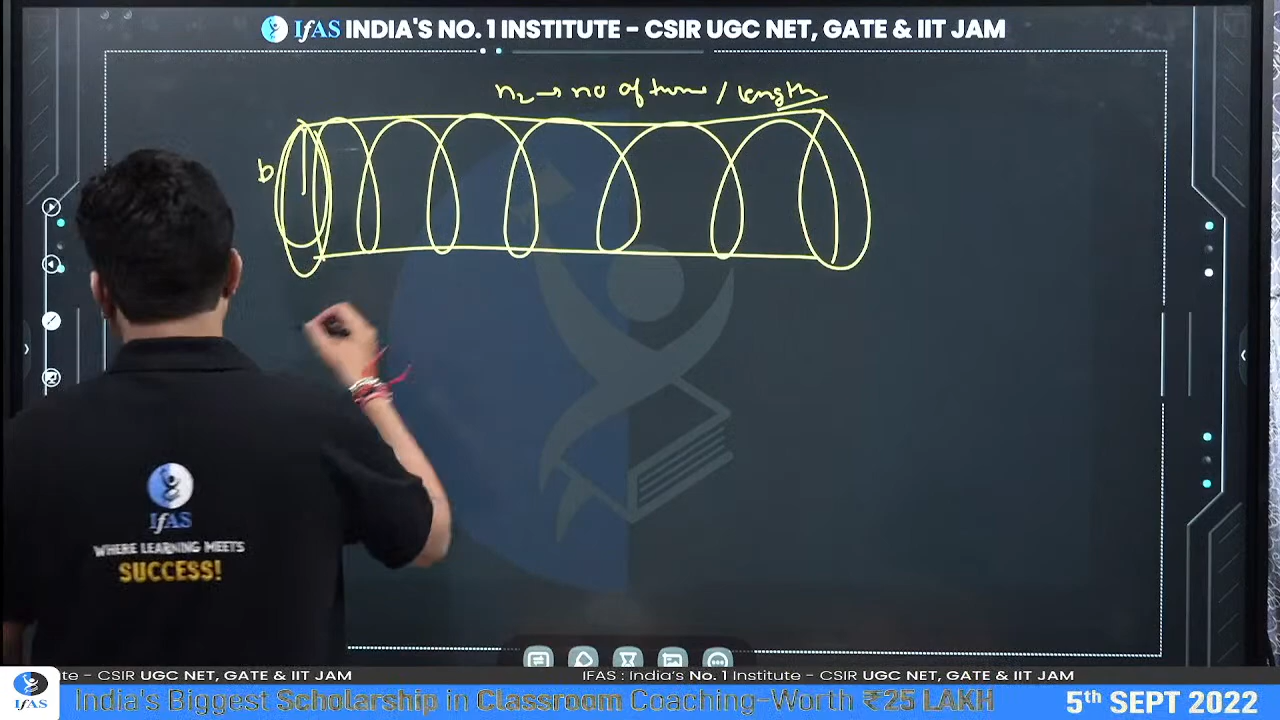 IfAS INDIA'S NO. 1 INSTITUTE - CSIR UGC NET, GATE & IIT JAM
n₂ → no of turns / length
b
IfAS
WHERE LEARNING MEETS
SUCCESS!
te - CSIR UGC NET, GATE & IIT JAM
IFAS : India's No. 1 Institute - CSIR UGC NET, GATE & IIT JAM
IFAS
India's Biggest Scholarship in Classroom Coaching-Worth ₹25 LAKH
5th SEPT 2022